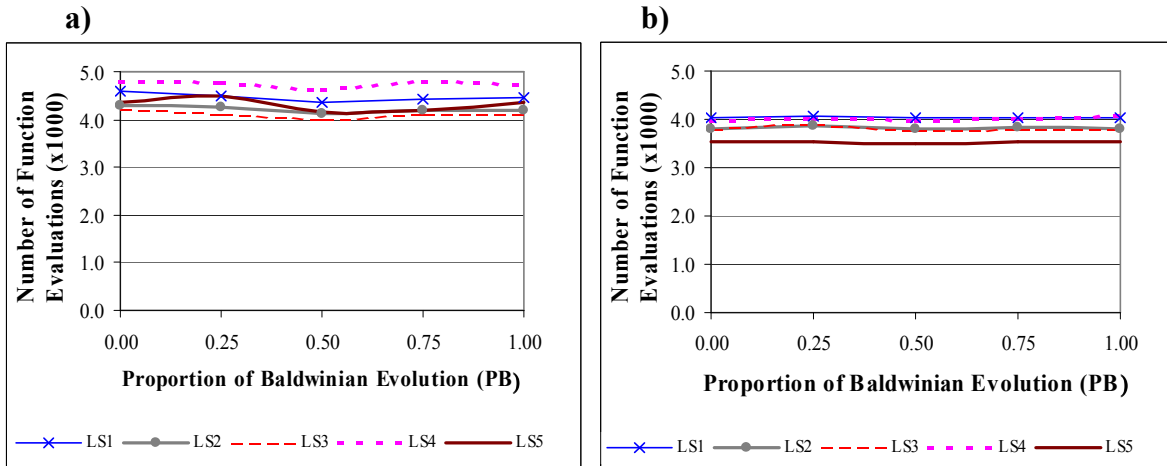 a)
Number of Function
Evaluations (x1000)
5.0
4.0
3.0
2.0
1.0
0.0
0.00 0.25 0.50 0.75 1.00
Proportion of Baldwinian Evolution (PB)
LS1 LS2 LS3 LS4 LS5
b)
Number of Function
Evaluations (x1000)
5.0
4.0
3.0
2.0
1.0
0.0
0.00 0.25 0.50 0.75 1.00
Proportion of Baldwinian Evolution (PB)
LS1 LS2 LS3 LS4 LS5